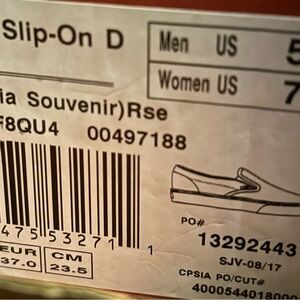 Slip-On D
Men US 5
Women US 7
ia Souvenir)Rse
F8QU4 00497188
475 53271 1
PO#
13292443
SJV-08/17
EUR CM
37.0 23.5
CPSIA PO/CUT#
4000544018000